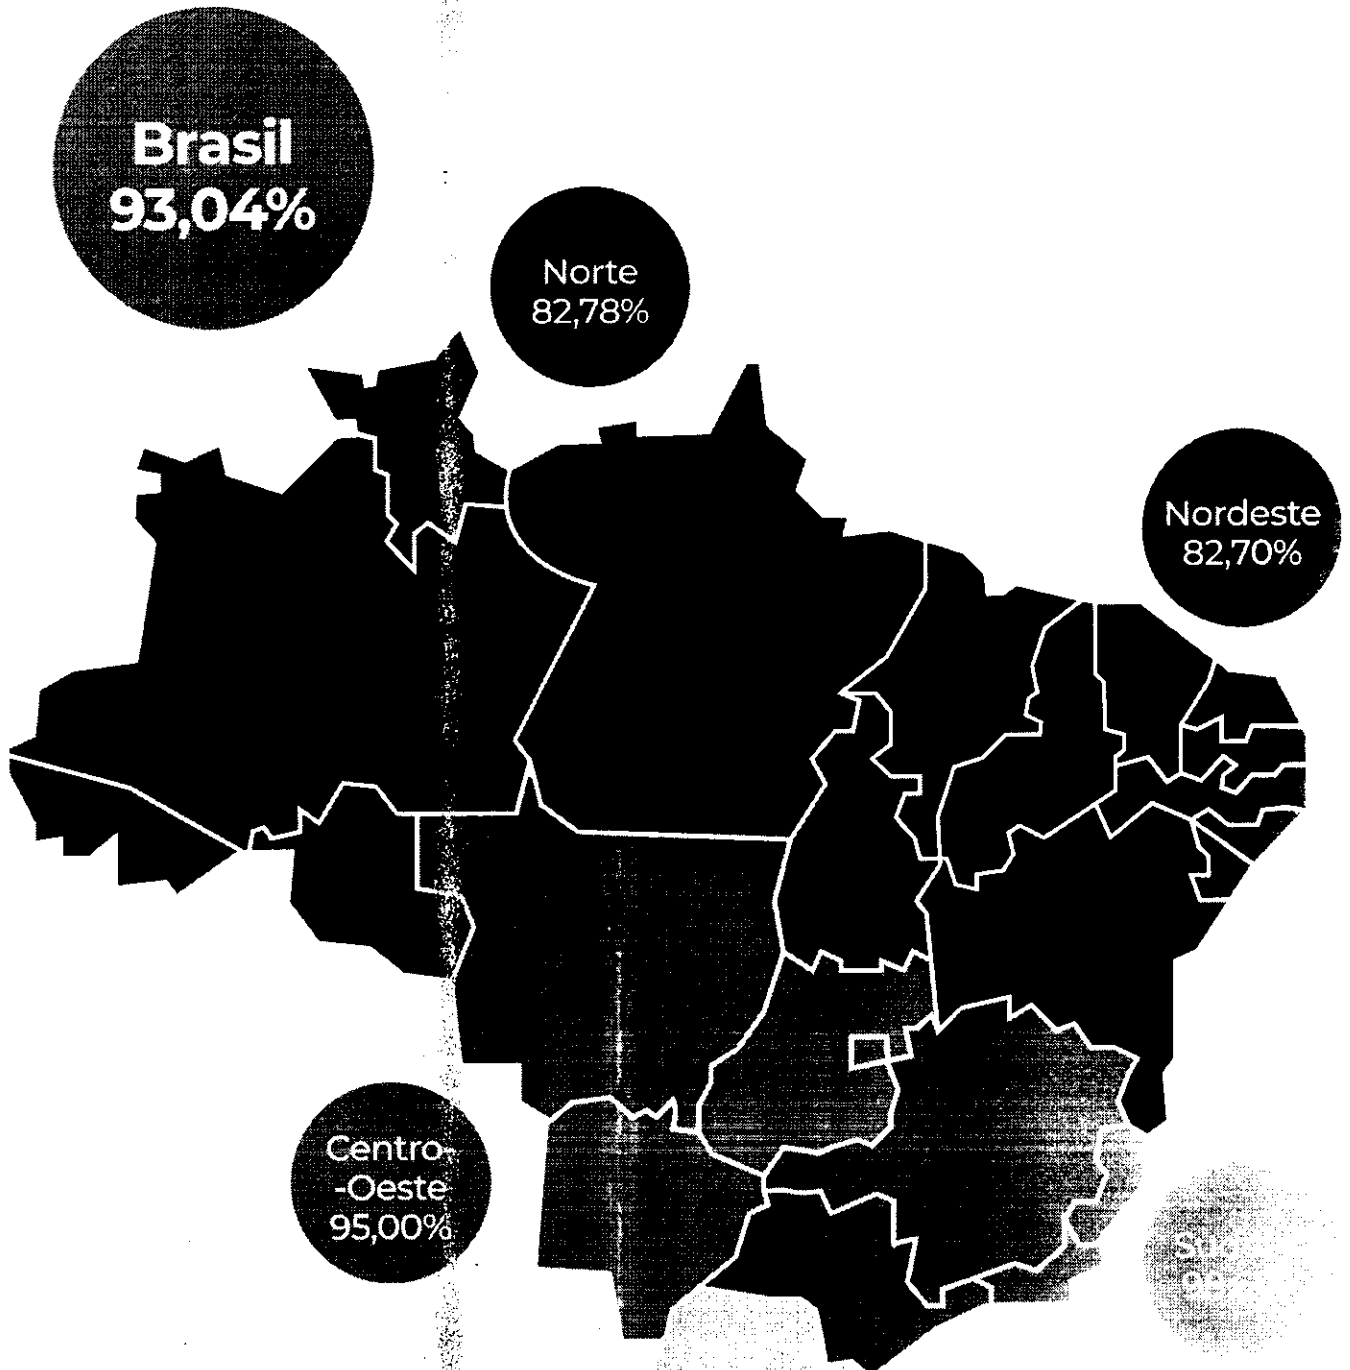 Brasil
93,04%
Norte
82,78%
Nordeste
82,70%
Centro-
-Oeste
95,00%